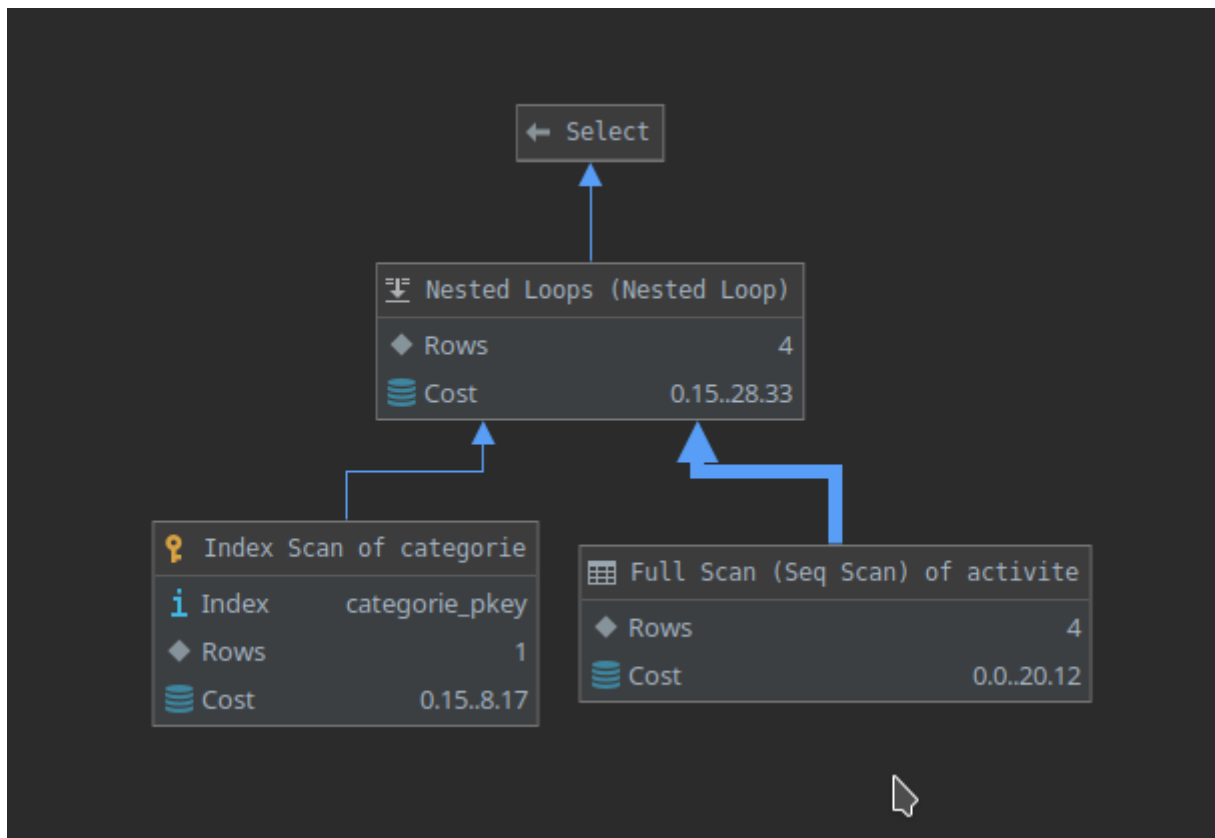 Select
Nested Loops (Nested Loop)
Rows 4
Cost 0.15..28.33
Index Scan of categorie
Index categorie_pkey
Rows 1
Cost 0.15..8.17
Full Scan (Seq Scan) of activite
Rows 4
Cost 0.0..20.12